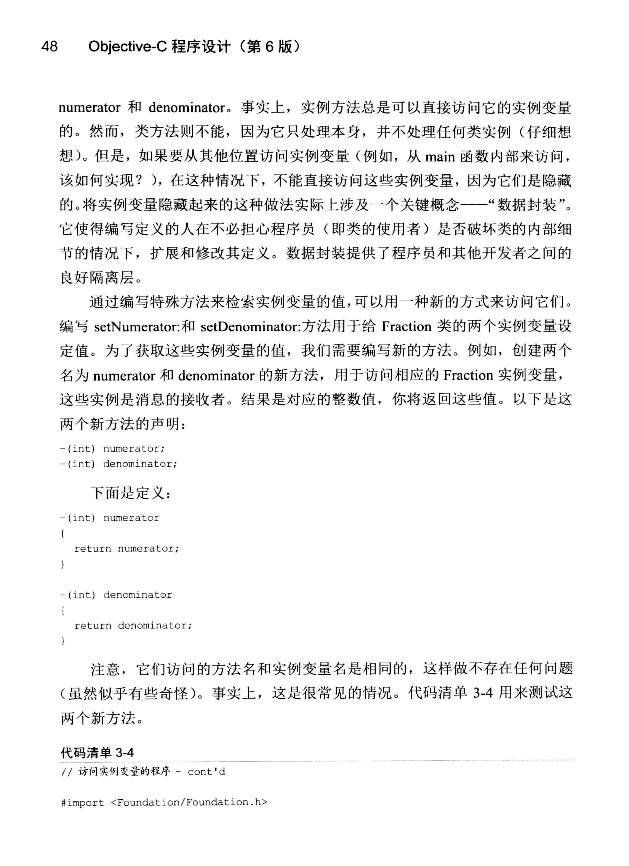 48 Objective-C 程序设计（第 6 版）
numerator 和 denominator。事实上，实例方法总是可以直接访问它的实例变量
的。然而，类方法则不能，因为它只处理本身，并不处理任何类实例（仔细想
想）。但是，如果要从其他位置访问实例变量（例如，从 main 函数内部来访问，
该如何实现？），在这种情况下，不能直接访问这些实例变量，因为它们是隐藏
的。将实例变量隐藏起来的这种做法实际上涉及一个关键概念——“数据封装”。
它使得编写定义的人在不必担心程序员（即类的使用者）是否破坏类的内部细
节的情况下，扩展和修改其定义。数据封装提供了程序员和其他开发者之间的
良好隔离层。
通过编写特殊方法来检索实例变量的值，可以用一种新的方式来访问它们。
编写 setNumerator:和 setDenominator:方法用于给 Fraction 类的两个实例变量设
定值。为了获取这些实例变量的值，我们需要编写新的方法。例如，创建两个
名为 numerator 和 denominator 的新方法，用于访问相应的 Fraction 实例变量，
这些实例是消息的接收者。结果是对应的整数值，你将返回这些值。以下是这
两个新方法的声明：
-(int) numerator;
-(int) denominator;
下面是定义：
-(int) numerator
{
return numerator;
}
-(int) denominator
{
return denominator;
}
注意，它们访问的方法名和实例变量名是相同的，这样做不存在任何问题
（虽然似乎有些奇怪）。事实上，这是很常见的情况。代码清单 3-4 用来测试这
两个新方法。
代码清单 3-4
// 访问实例变量的程序 - cont'd
#import <Foundation/Foundation.h>